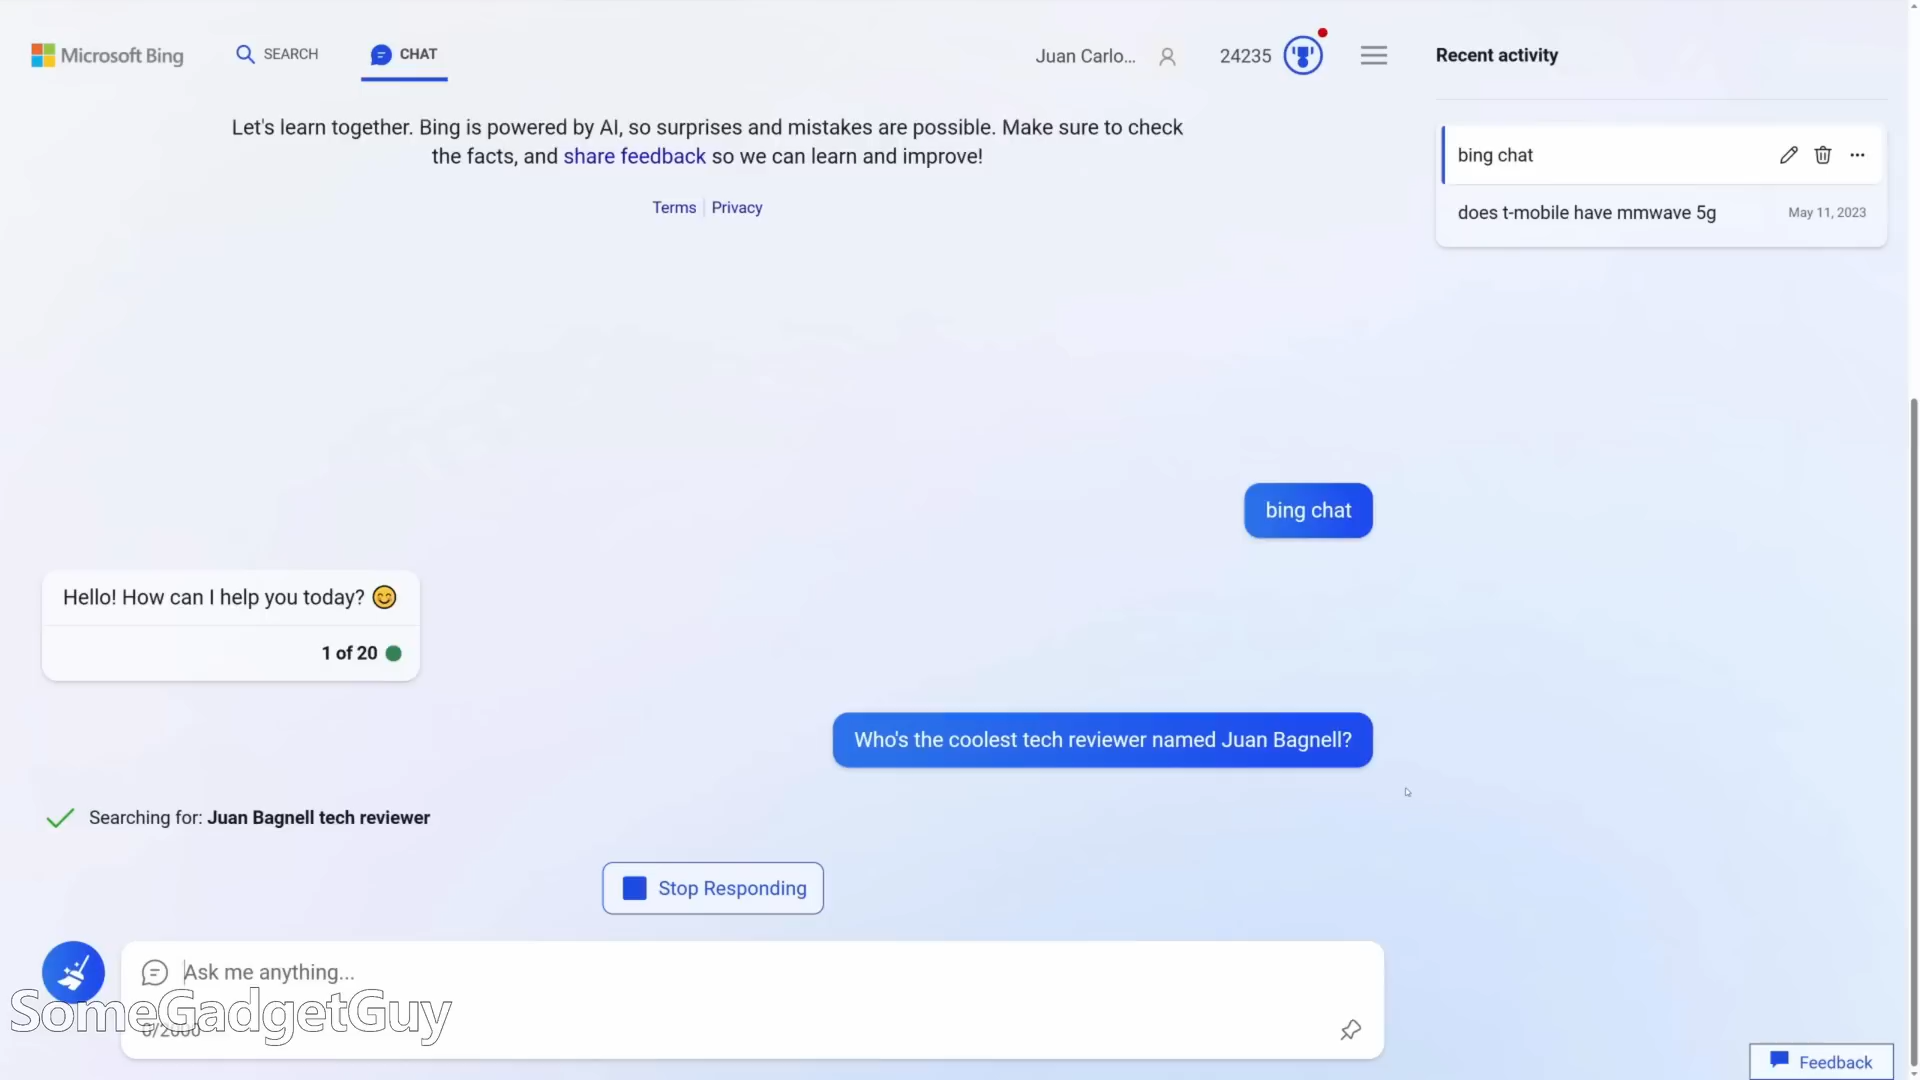 Microsoft Bing
SEARCH
CHAT
Juan Carlo...
24235
Recent activity
Let's learn together. Bing is powered by AI, so surprises and mistakes are possible. Make sure to check
the facts, and share feedback so we can learn and improve!
Terms
Privacy
bing chat
does t-mobile have mmwave 5g
May 11, 2023
bing chat
Hello! How can I help you today? 😊
1 of 20
Who's the coolest tech reviewer named Juan Bagnell?
Searching for: Juan Bagnell tech reviewer
Stop Responding
Ask me anything...
SomeGadgetGuy
0/2000
Feedback